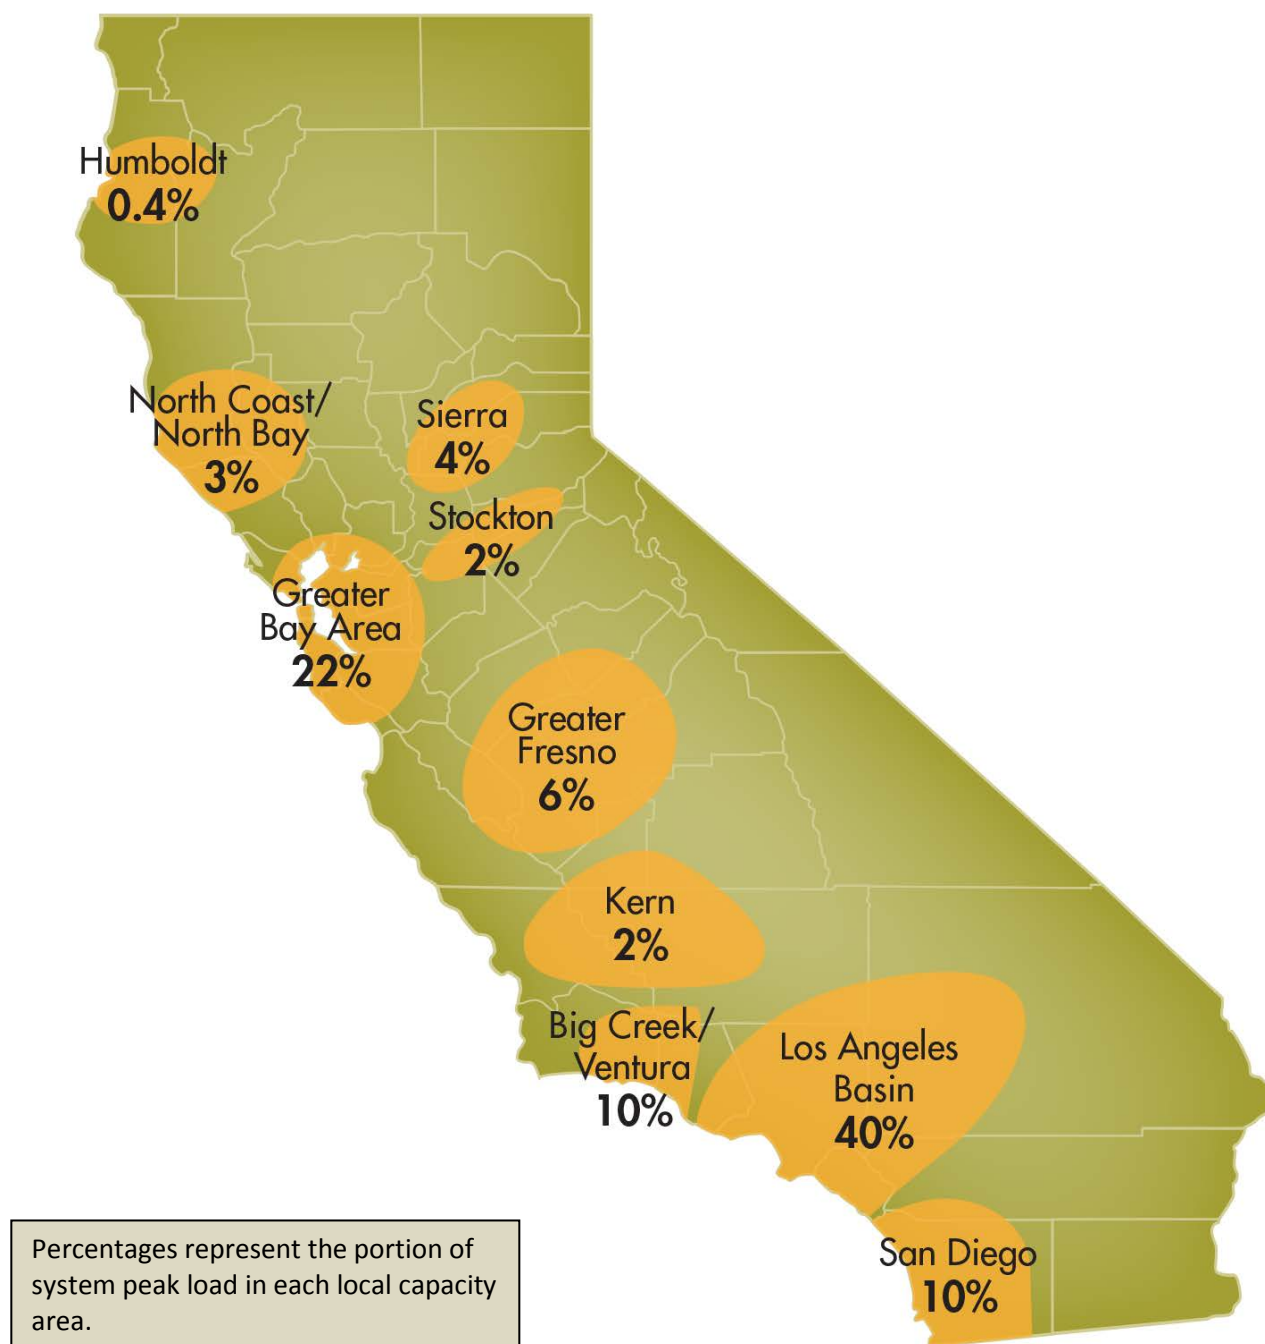 Humboldt
0.4%
North Coast/
North Bay
3%
Sierra
4%
Stockton
2%
Greater
Bay Area
22%
Greater
Fresno
6%
Kern
2%
Big Creek/
Ventura
10%
Los Angeles
Basin
40%
San Diego
10%
Percentages represent the portion of
system peak load in each local capacity
area.